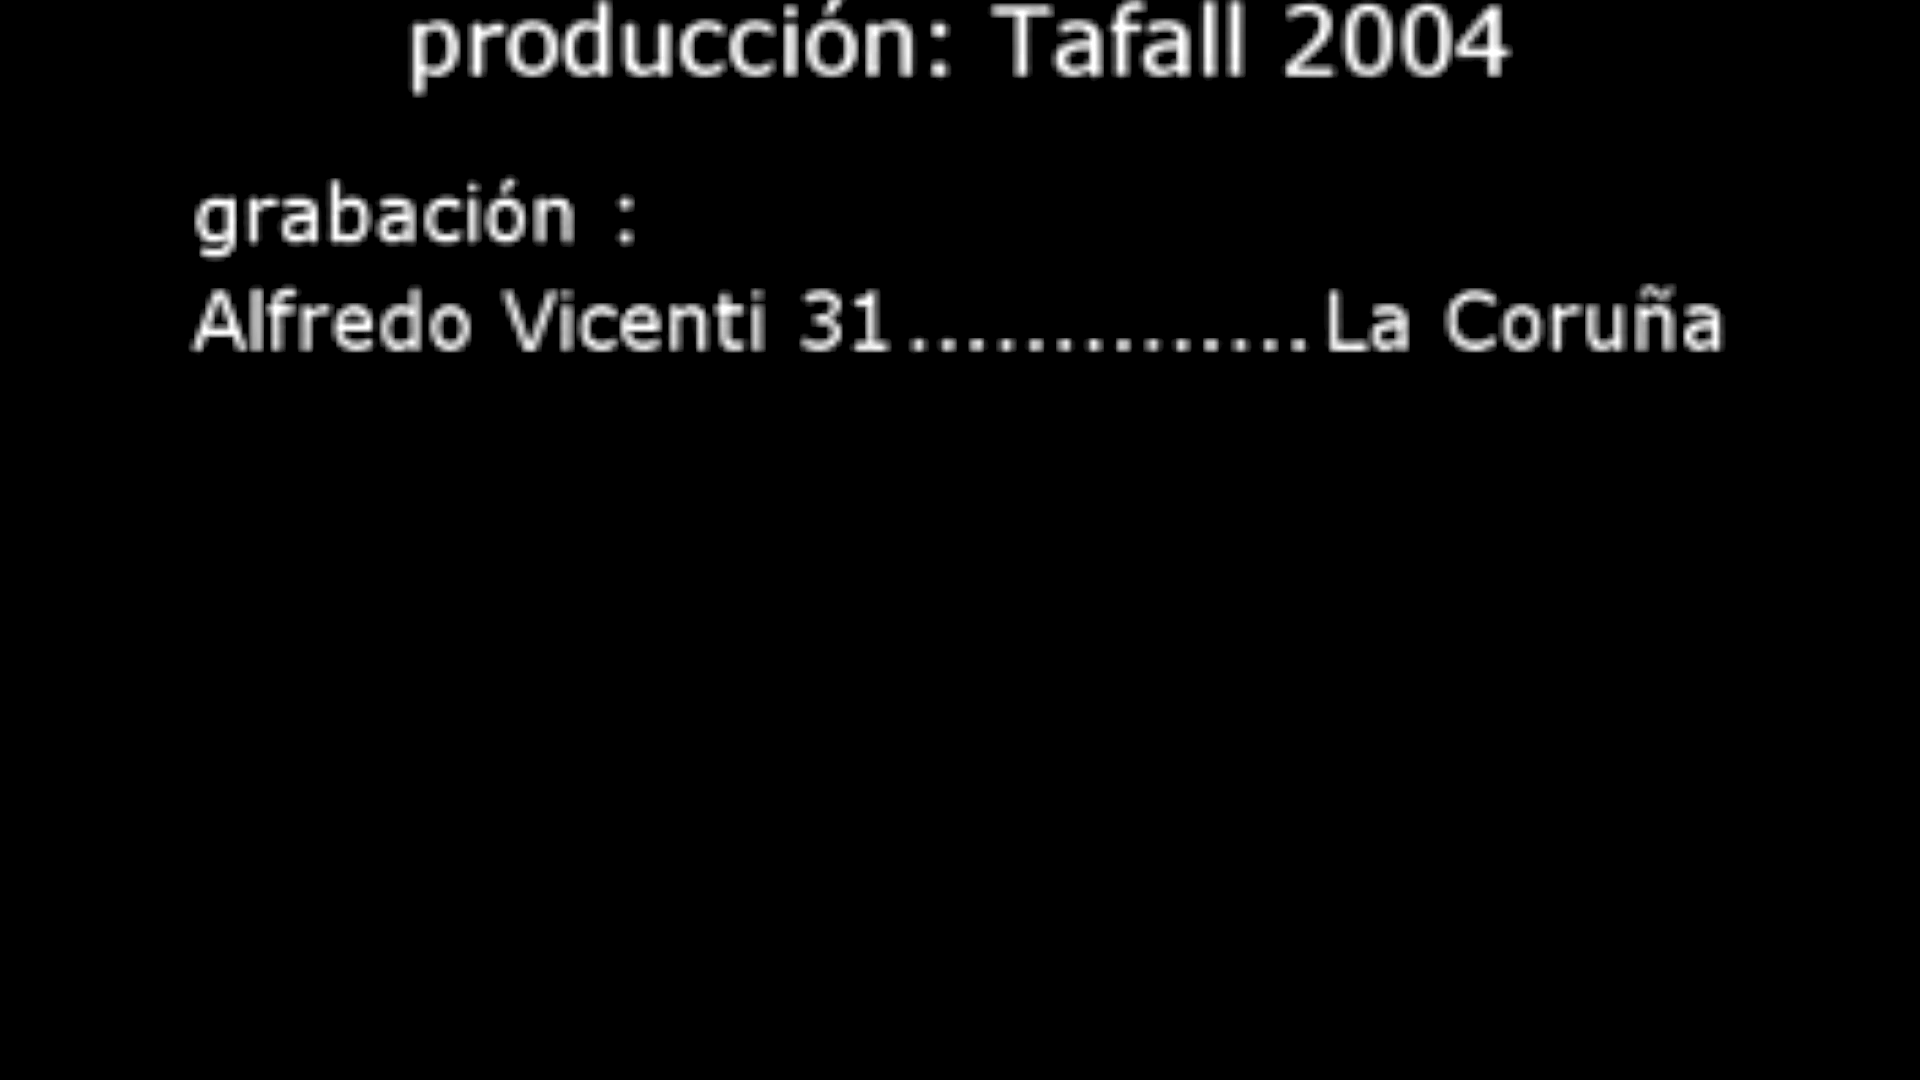 producción: Tafall 2004
grabación :
Alfredo Vicenti 31..............La Coruña